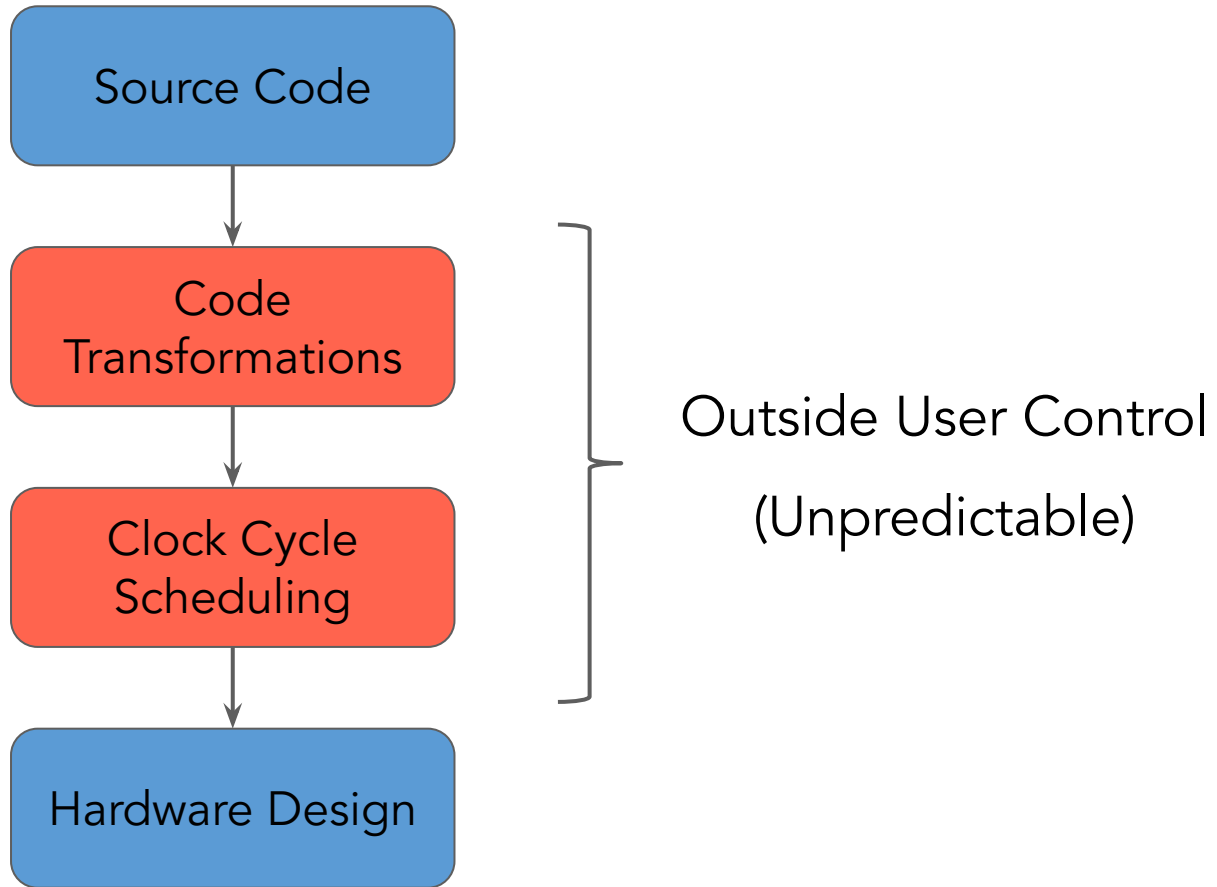 Source Code
Code
Transformations
Outside User Control
(Unpredictable)
Clock Cycle
Scheduling
Hardware Design